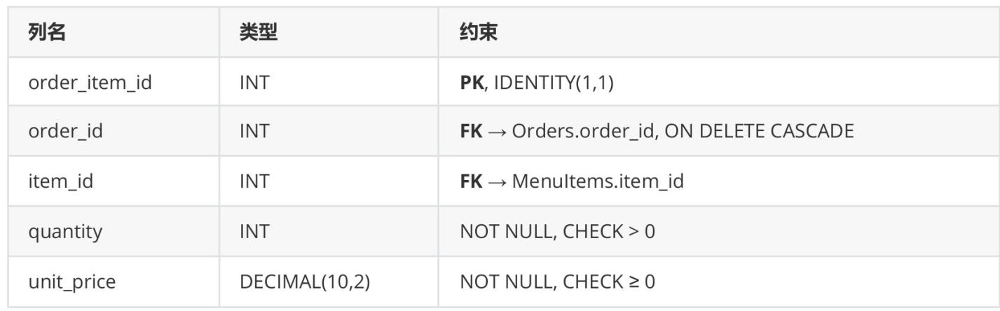 列名 类型 约束
order_item_id INT PK, IDENTITY(1,1)
order_id INT FK → Orders.order_id, ON DELETE CASCADE
item_id INT FK → MenuItems.item_id
quantity INT NOT NULL, CHECK > 0
unit_price DECIMAL(10,2) NOT NULL, CHECK ≥ 0